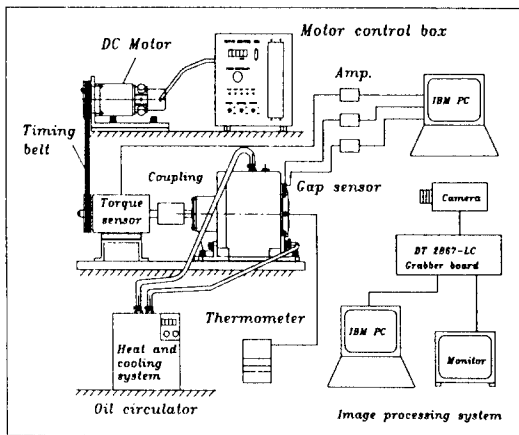 DC Motor
Motor control box
Amp.
IBM PC
Timing
belt
Coupling
Gap sensor
Torque
sensor
Camera
DT 2867-LC
Grabber board
Thermometer
Heat and
cooling
system
IBM PC
Monitor
Oil circulator
Image processing system